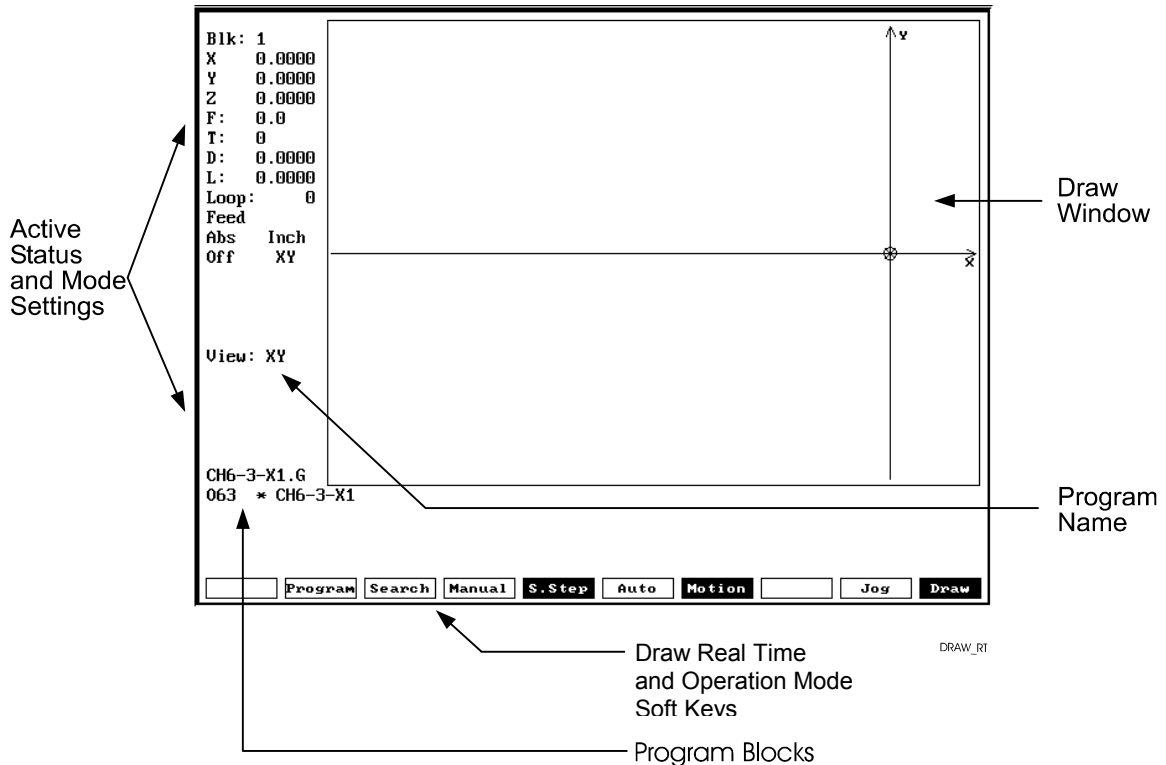 Blk: 1
X 0.0000
Y 0.0000
Z 0.0000
F: 0.0
T: 0
D: 0.0000
L: 0.0000
Loop: 0
Feed
Abs Inch
Off XY
View: XY
CH6-3-X1.G
O63 * CH6-3-X1
Y
X
Program Search Manual S.Step Auto Motion Jog Draw
Active
Status
and Mode
Settings
Draw
Window
Program
Name
Draw Real Time
and Operation Mode
Soft Keys
DRAW_RT
Program Blocks